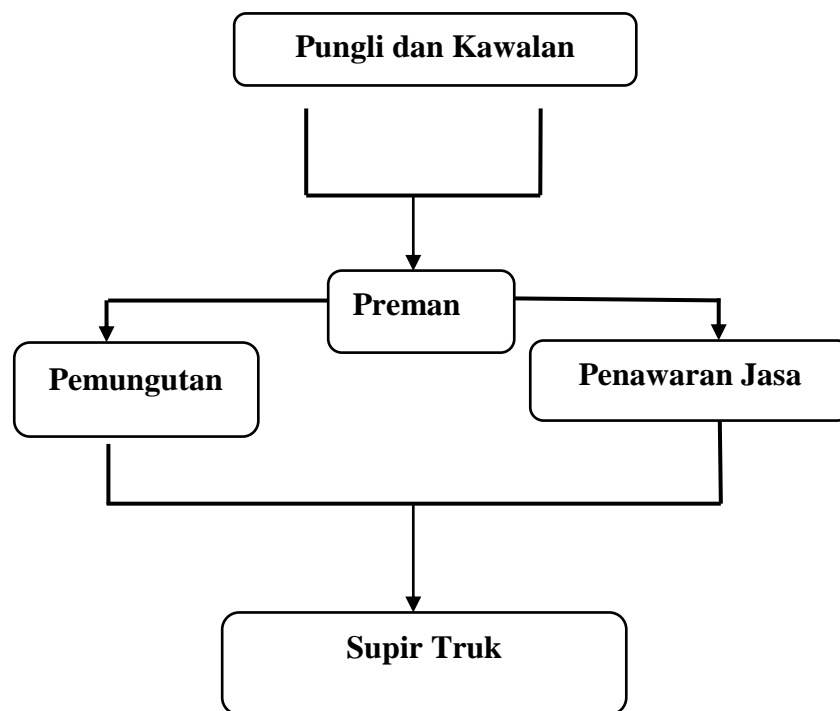 Pungli dan Kawalan
Preman
Pemungutan
Penawaran Jasa
Supir Truk